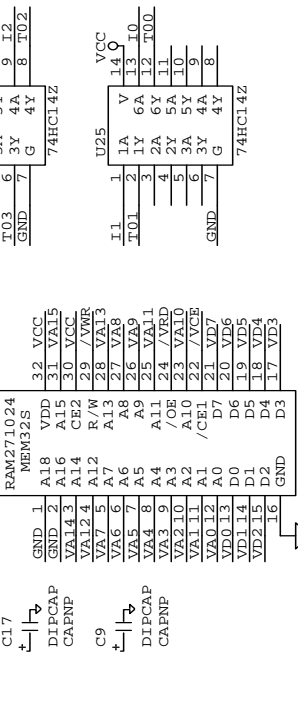 C17
+
DIPCAP
CAPNP
C9
+
DIPCAP
CAPNP
RAM271024
MEM32S
GND 1 A18 VDD 32 VCC
GND 2 A16 A15 31 VA15
VA14 3 A14 CE2 30 VCC
VA12 4 A12 R/W 29 /VWR
VA7 5 A7 A13 28 VA13
VA6 6 A6 A8 27 VA8
VA5 7 A5 A9 26 VA9
VA4 8 A4 A11 25 VA11
VA3 9 A3 /OE 24 /VRD
VA2 10 A2 A10 23 VA10
VA1 11 A1 /CE1 22 /VCE
VA0 12 A0 D7 21 VD7
VD0 13 D0 D6 20 VD6
VD1 14 D1 D5 19 VD5
VD2 15 D2 D4 18 VD4
16 GND D3 17 VD3
T03 6 3Y 4A 9 I2
GND 7 G 4Y 8 T02
74HC14Z
U25
VCC
I1 1 1A V 14
T01 2 1Y 6A 13 I0
3 2A 6Y 12 T00
4 2Y 5A 11
5 3A 5Y 10
6 3Y 4A 9
GND 7 G 4Y 8
74HC14Z